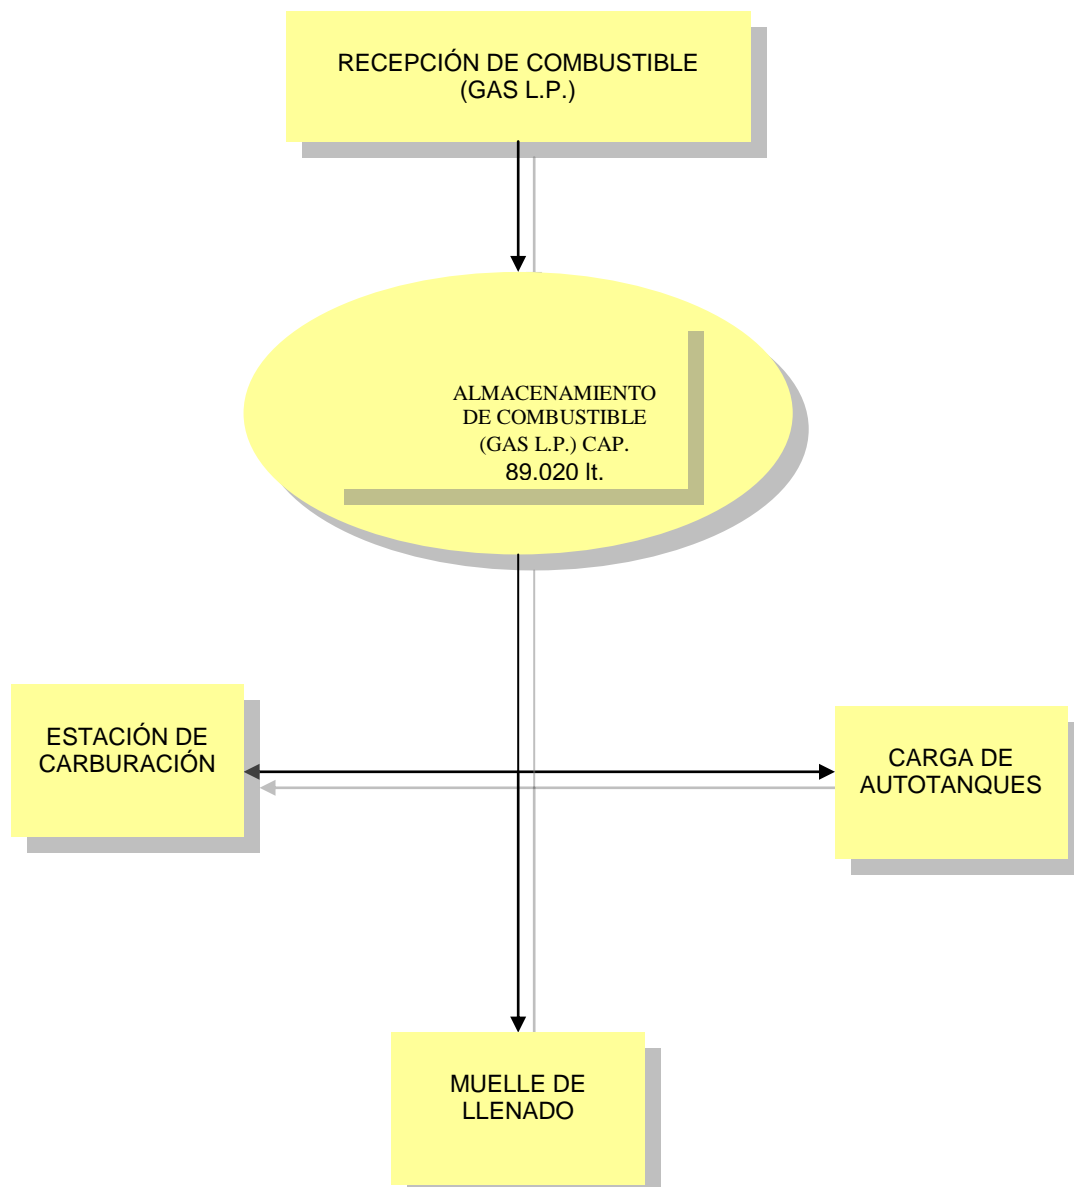 RECEPCIÓN DE COMBUSTIBLE
(GAS L.P.)
ALMACENAMIENTO
DE COMBUSTIBLE
(GAS L.P.) CAP.
89.020 lt.
ESTACIÓN DE
CARBURACIÓN
CARGA DE
AUTOTANQUES
MUELLE DE
LLENADO